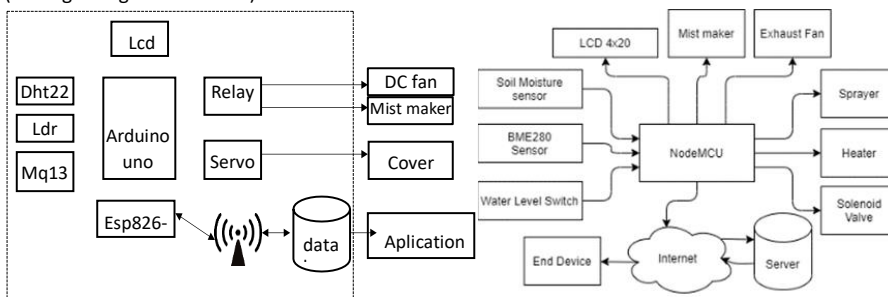 Lcd
Dht22
Ldr
Mq13
Arduino
uno
Relay
Servo
Esp826-
DC fan
Mist maker
Cover
data
Aplication
LCD 4x20
Mist maker
Exhaust Fan
Soil Moisture
sensor
BME280
Sensor
Water Level Switch
NodeMCU
Sprayer
Heater
Solenoid
Valve
End Device
Internet
Server